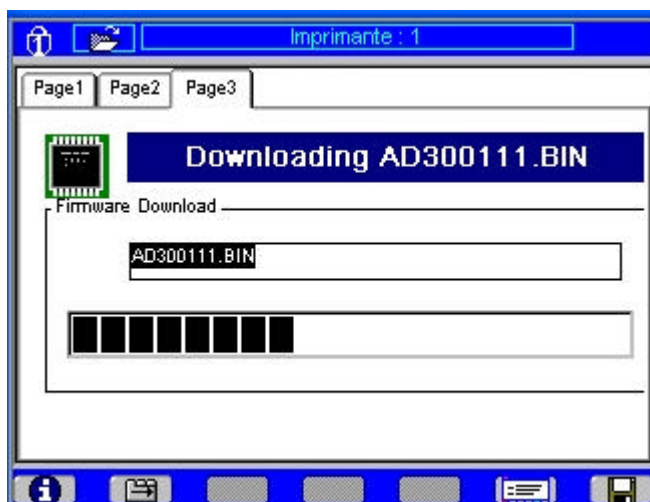 Imprimante : 1
Page1 Page2 Page3
Downloading AD300111.BIN
Firmware Download
AD300111.BIN